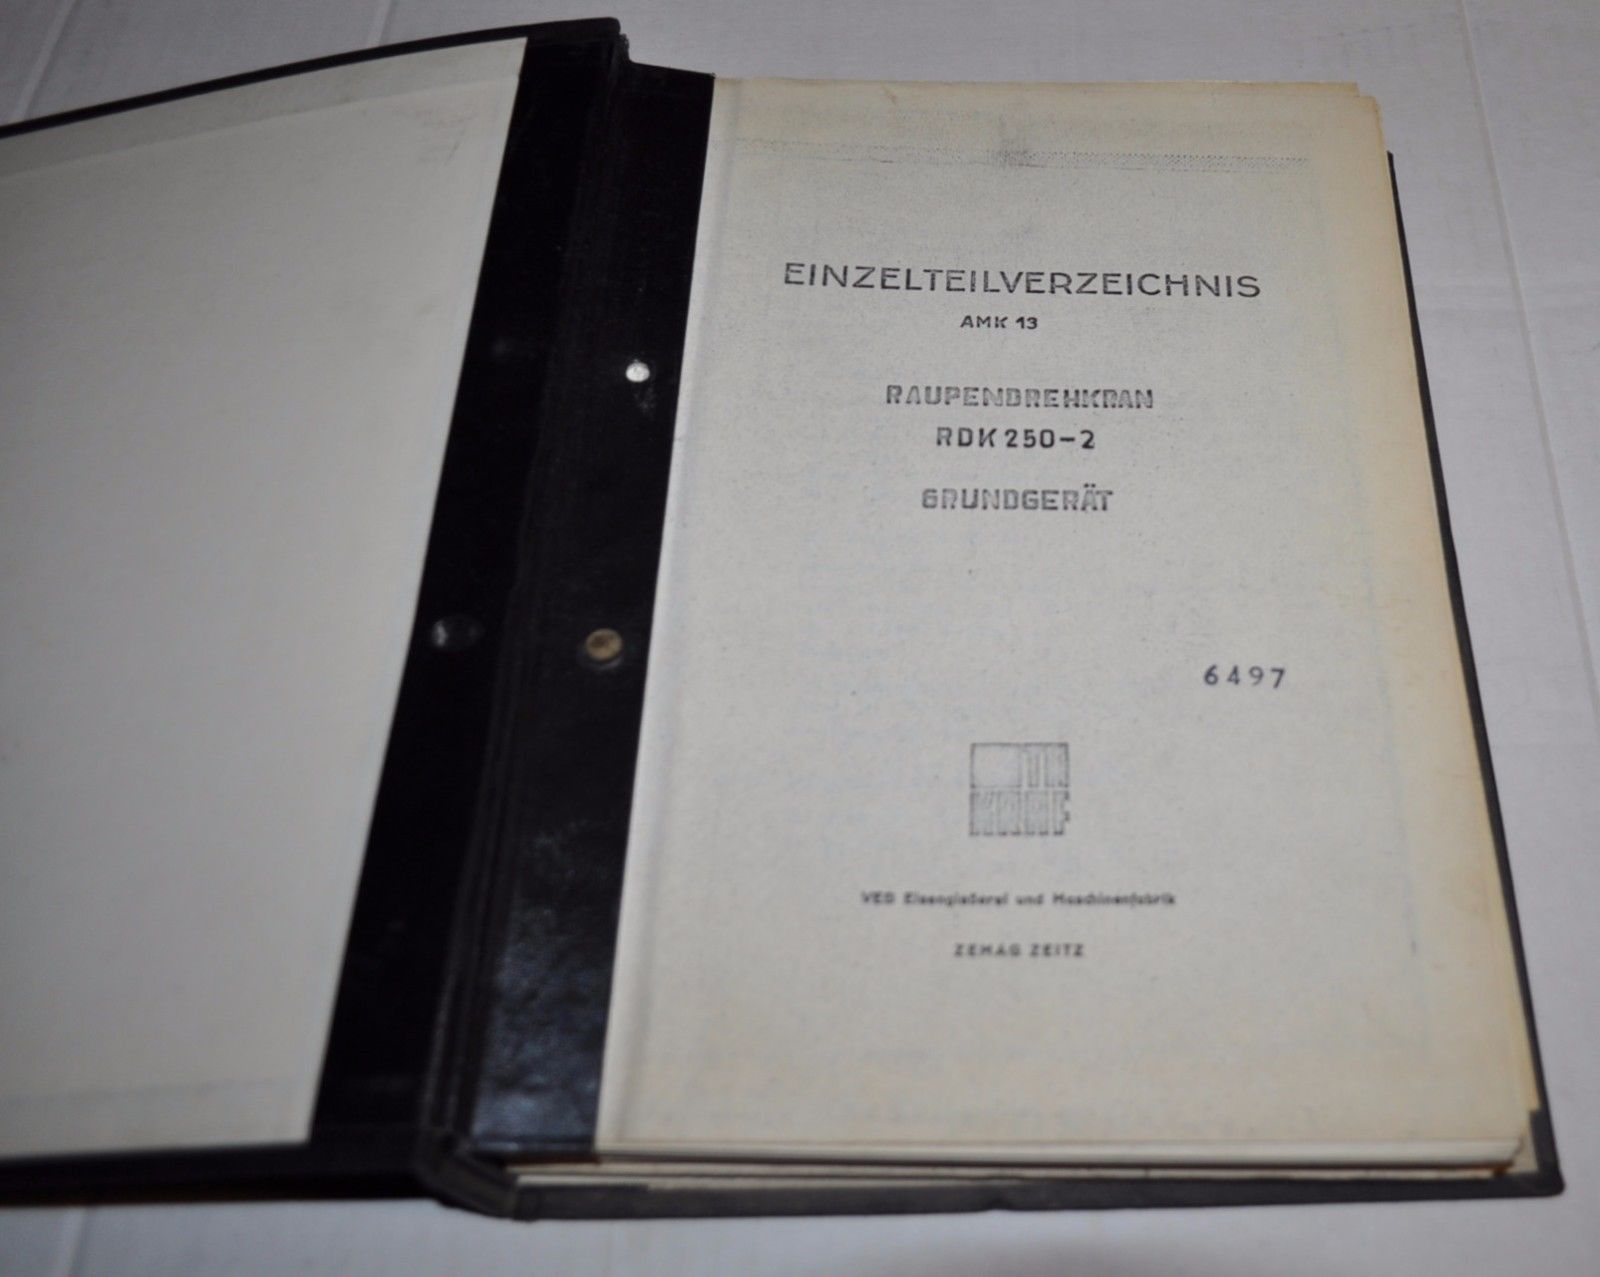 EINZELTEILVERZEICHNIS
AMK 13
RAUPENDREHKRAN
RDK 250-2
GRUNDGERÄT
6497
VEB Eisengießerei und Maschinenfabrik
ZEMAG ZEITZ